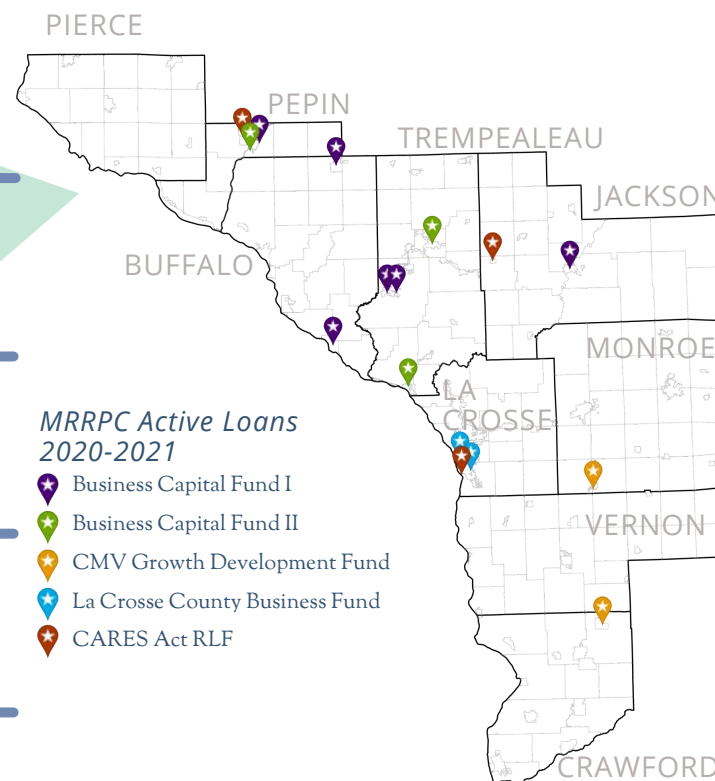 PIERCE
PEPIN
TREMPEALEAU
JACKSON
BUFFALO
MONROE
LA
CROSSE
MRRPC Active Loans
2020-2021
Business Capital Fund I
Business Capital Fund II
CMV Growth Development Fund
La Crosse County Business Fund
CARES Act RLF
VERNON
CRAWFORD